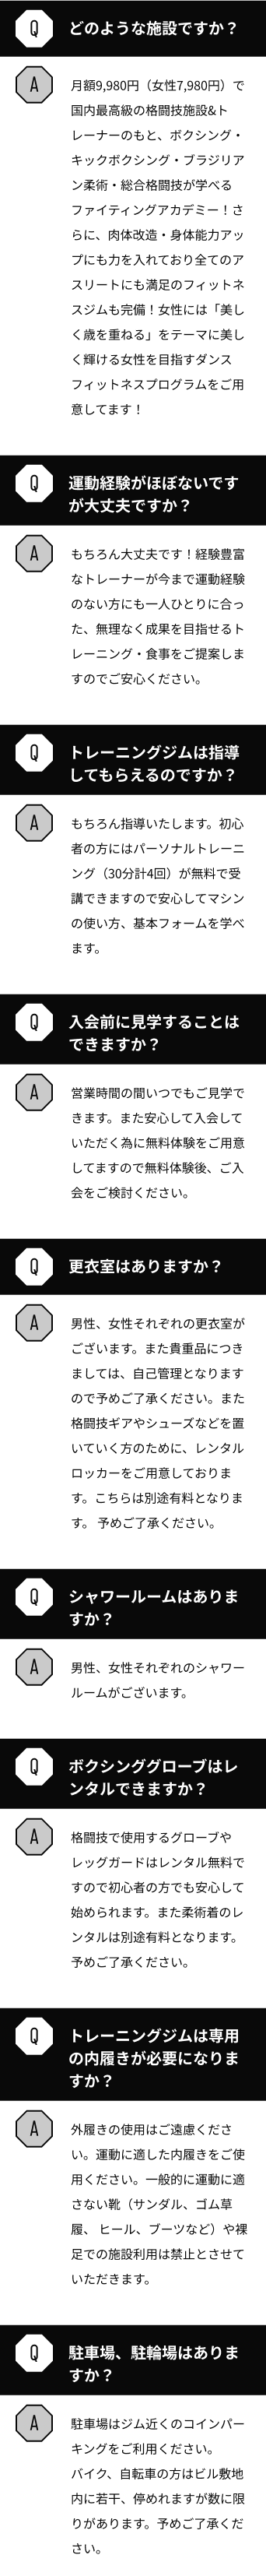 Q
どのような施設ですか？
A
月額9,980円（女性7,980円）で
国内最高級の格闘技施設&ト
レーナーのもと、ボクシング・
キックボクシング・ブラジリア
ン柔術・総合格闘技が学べる
ファイティングアカデミー！さ
らに、肉体改造・身体能力アッ
プにも力を入れており全てのア
スリートにも満足のフィットネ
スジムも完備！女性には「美し
く歳を重ねる」をテーマに美し
く輝ける女性を目指すダンス
フィットネスプログラムをご用
意してます！
Q
運動経験がほぼないです
が大丈夫ですか？
A
もちろん大丈夫です！経験豊富
なトレーナーが今まで運動経験
のない方にも一人ひとりに合っ
た、無理なく成果を目指せるト
レーニング・食事をご提案しま
すのでご安心ください。
Q
トレーニングジムは指導
してもらえるのですか？
A
もちろん指導いたします。初心
者の方にはパーソナルトレーニ
ング（30分計4回）が無料で受
講できますので安心してマシン
の使い方、基本フォームを学べ
ます。
Q
入会前に見学することは
できますか？
A
営業時間の間いつでもご見学で
きます。また安心して入会して
いただく為に無料体験をご用意
してますので無料体験後、ご入
会をご検討ください。
Q
更衣室はありますか？
A
男性、女性それぞれの更衣室が
ございます。また貴重品につき
ましては、自己管理となります
ので予めご了承ください。また
格闘技ギアやシューズなどを置
いていく方のために、レンタル
ロッカーをご用意しておりま
す。こちらは別途有料となりま
す。 予めご了承ください。
Q
シャワールームはありま
すか？
A
男性、女性それぞれのシャワー
ルームがございます。
Q
ボクシンググローブはレ
ンタルできますか？
A
格闘技で使用するグローブや
レッグガードはレンタル無料で
すので初心者の方でも安心して
始められます。また柔術着のレ
ンタルは別途有料となります。
予めご了承ください。
Q
トレーニングジムは専用
の内履きが必要になりま
すか？
A
外履きの使用はご遠慮くださ
い。運動に適した内履きをご使
用ください。一般的に運動に適
さない靴（サンダル、ゴム草
履、 ヒール、ブーツなど）や裸
足での施設利用は禁止とさせて
いただきます。
Q
駐車場、駐輪場はありま
すか？
A
駐車場はジム近くのコインパー
キングをご利用ください。
バイク、自転車の方はビル敷地
内に若干、停めれますが数に限
りがあります。予めご了承くだ
さい。